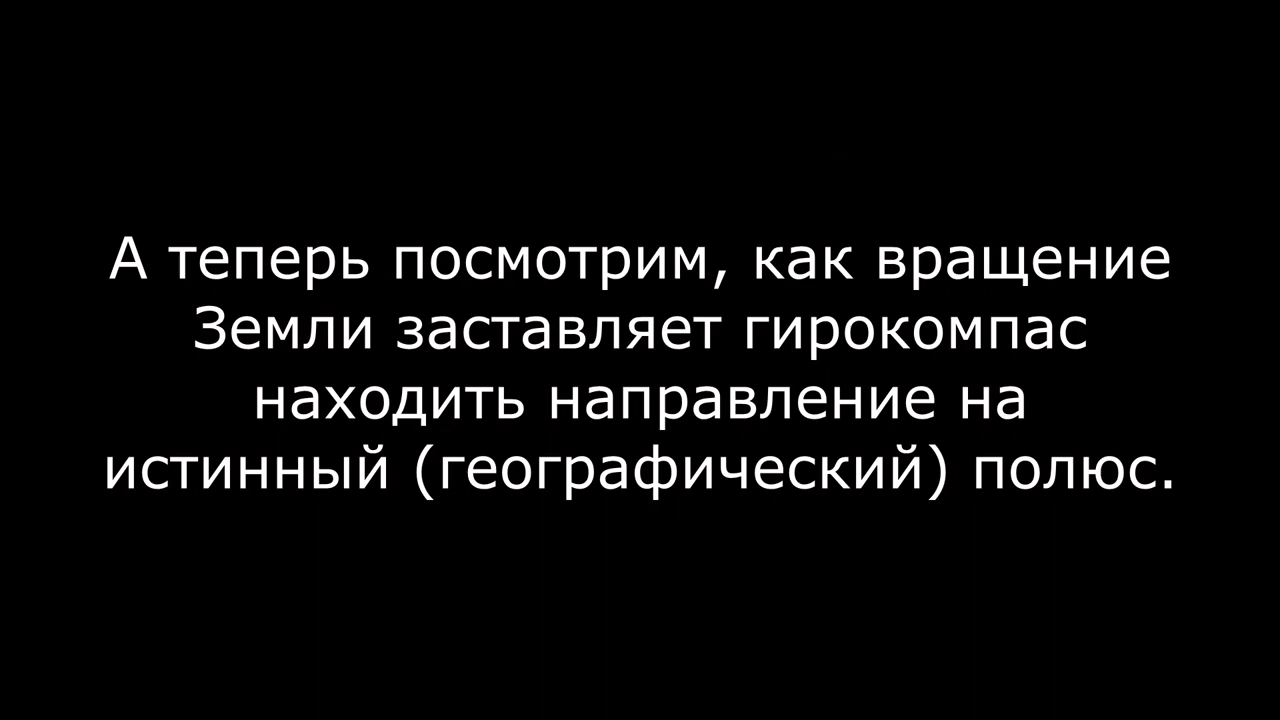 А теперь посмотрим, как вращение
Земли заставляет гирокомпас
находить направление на
истинный (географический) полюс.